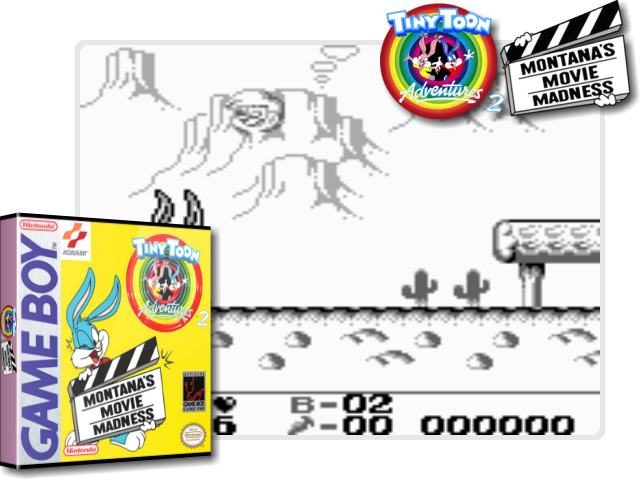 TINY TOON
Adventures 2
MONTANA'S
MOVIE
MADNESS
Nintendo
KONAMI
GAME BOY
TINY TOON
Adventures 2
MONTANA'S
MOVIE
MADNESS
Nintendo
B-02
6 -00 000000